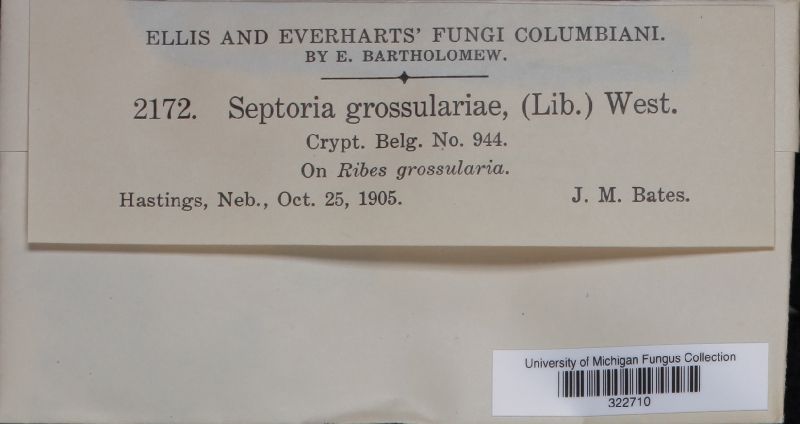 ELLIS AND EVERHARTS' FUNGI COLUMBIANI.
BY E. BARTHOLOMEW.
2172. Septoria grossulariae, (Lib.) West.
Crypt. Belg. No. 944.
On Ribes grossularia.
Hastings, Neb., Oct. 25, 1905. J. M. Bates.
University of Michigan Fungus Collection
322710